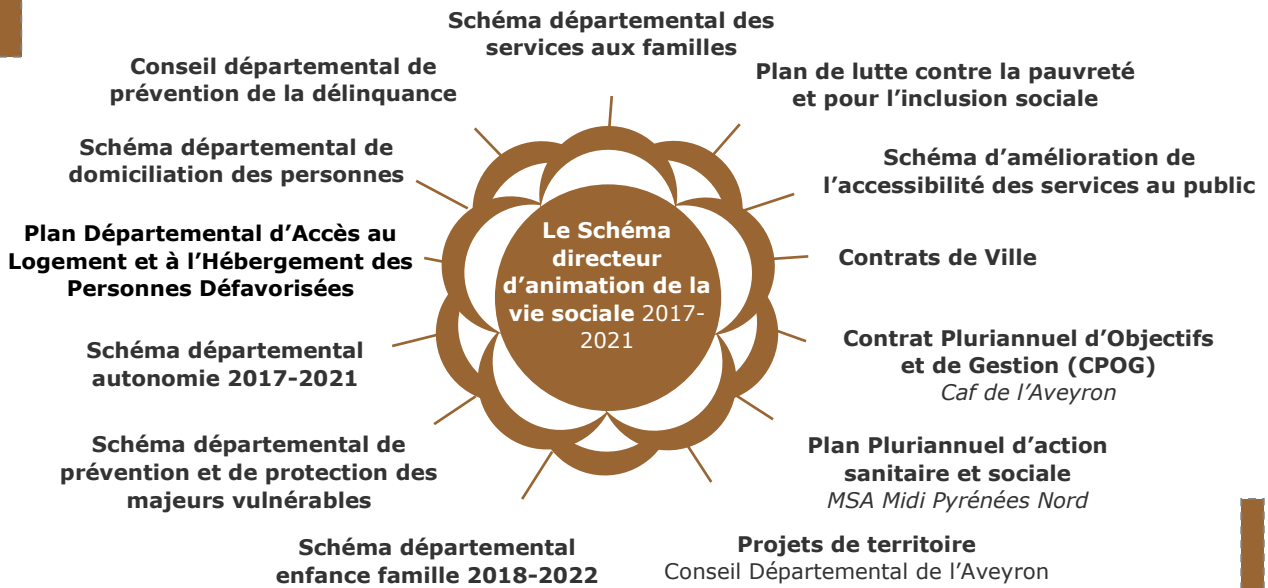 Schéma départemental des
services aux familles
Conseil départemental de
prévention de la délinquance
Plan de lutte contre la pauvreté
et pour l’inclusion sociale
Schéma départemental de
domiciliation des personnes
Schéma d’amélioration de
l’accessibilité des services au public
Plan Départemental d’Accès au
Logement et à l’Hébergement des
Personnes Défavorisées
Le Schéma
directeur
d’animation de la
vie sociale 2017-
2021
Contrats de Ville
Schéma départemental
autonomie 2017-2021
Contrat Pluriannuel d’Objectifs
et de Gestion (CPOG)
Caf de l’Aveyron
Schéma départemental de
prévention et de protection des
majeurs vulnérables
Plan Pluriannuel d’action
sanitaire et sociale
MSA Midi Pyrénées Nord
Schéma départemental
enfance famille 2018-2022
Projets de territoire
Conseil Départemental de l’Aveyron